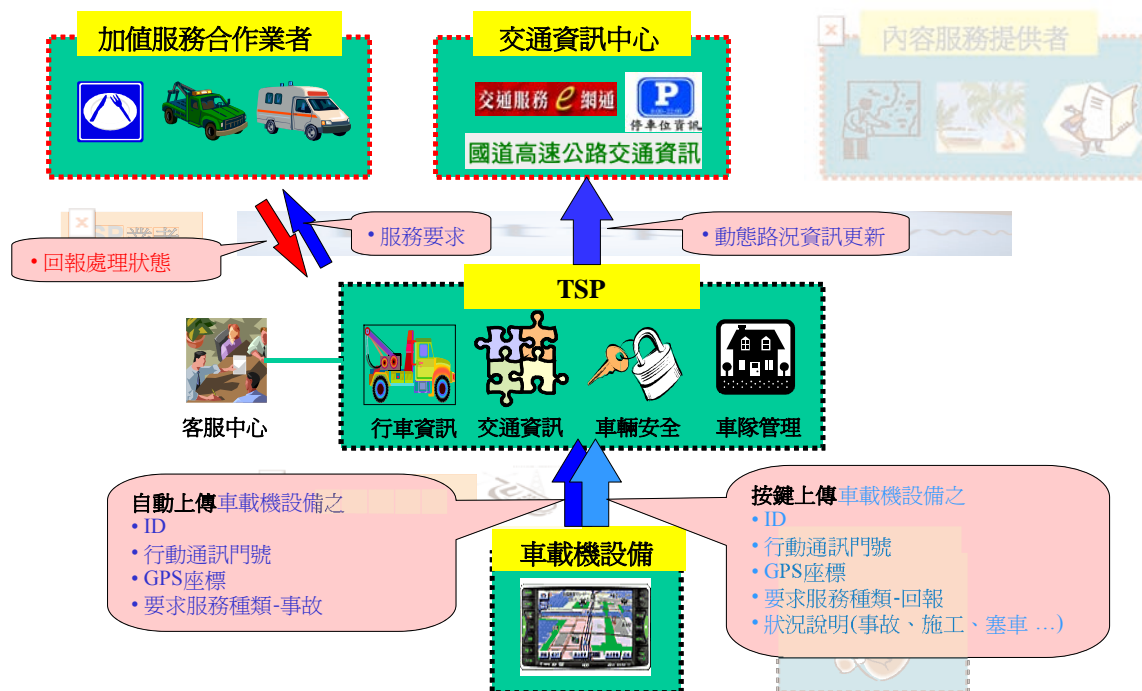 加值服務合作業者
交通資訊中心
內容服務提供者
交通服務 e 網通
P
停車位資訊
國道高速公路交通資訊
• 服務要求
• 動態路況資訊更新
• 回報處理狀態
TSP
客服中心
行車資訊
交通資訊
車輛安全
車隊管理
自動上傳車載機設備之
• ID
• 行動通訊門號
• GPS座標
• 要求服務種類-事故
按鍵上傳車載機設備之
• ID
• 行動通訊門號
• GPS座標
• 要求服務種類-回報
• 狀況說明(事故、施工、塞車 …)
車載機設備